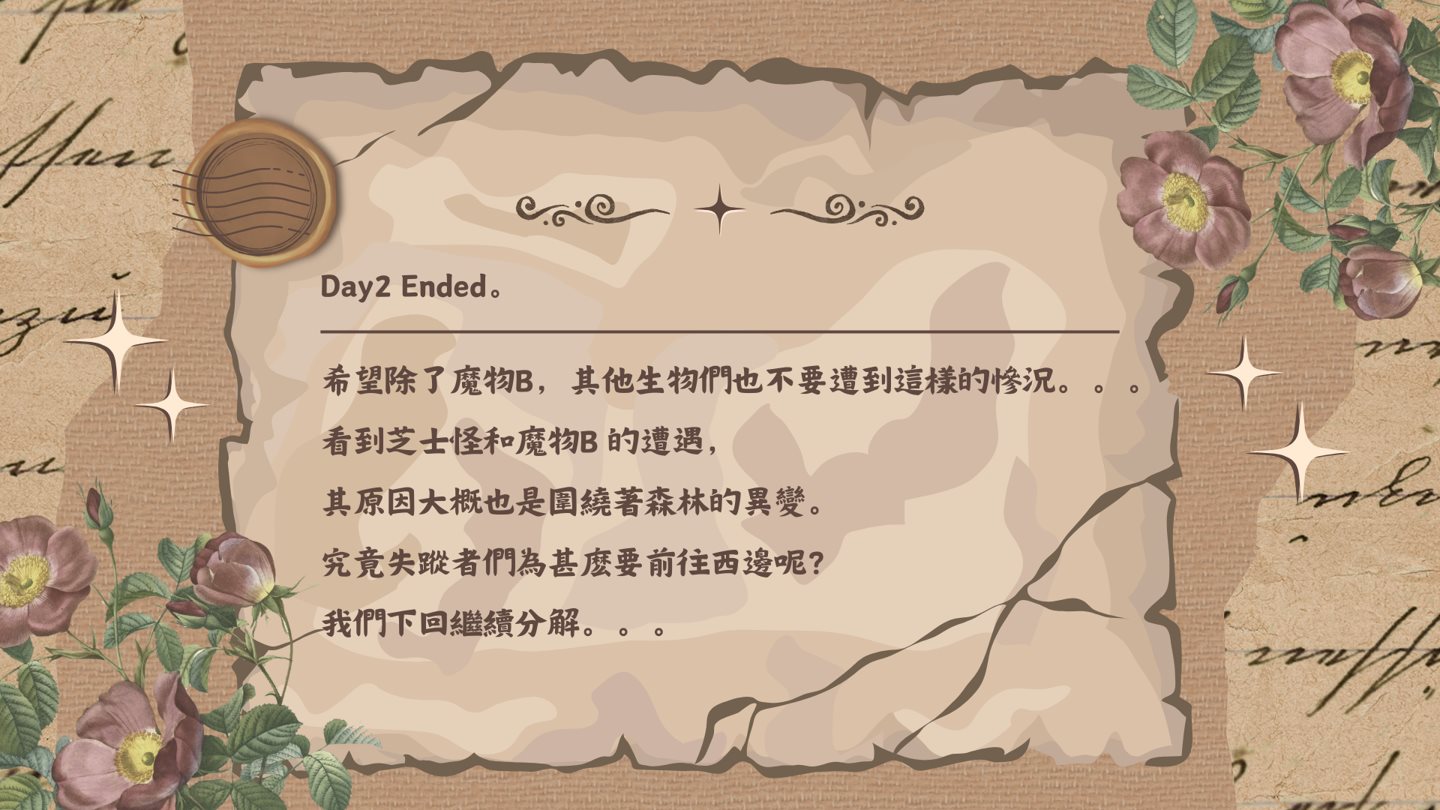 Day2 Ended。
希望除了魔物B，其他生物們也不要遭到這樣的慘況。。。
看到芝士怪和魔物B 的遭遇，
其原因大概也是圍繞著森林的異變。
究竟失蹤者們為甚麼要前往西邊呢？
我們下回繼續分解。。。